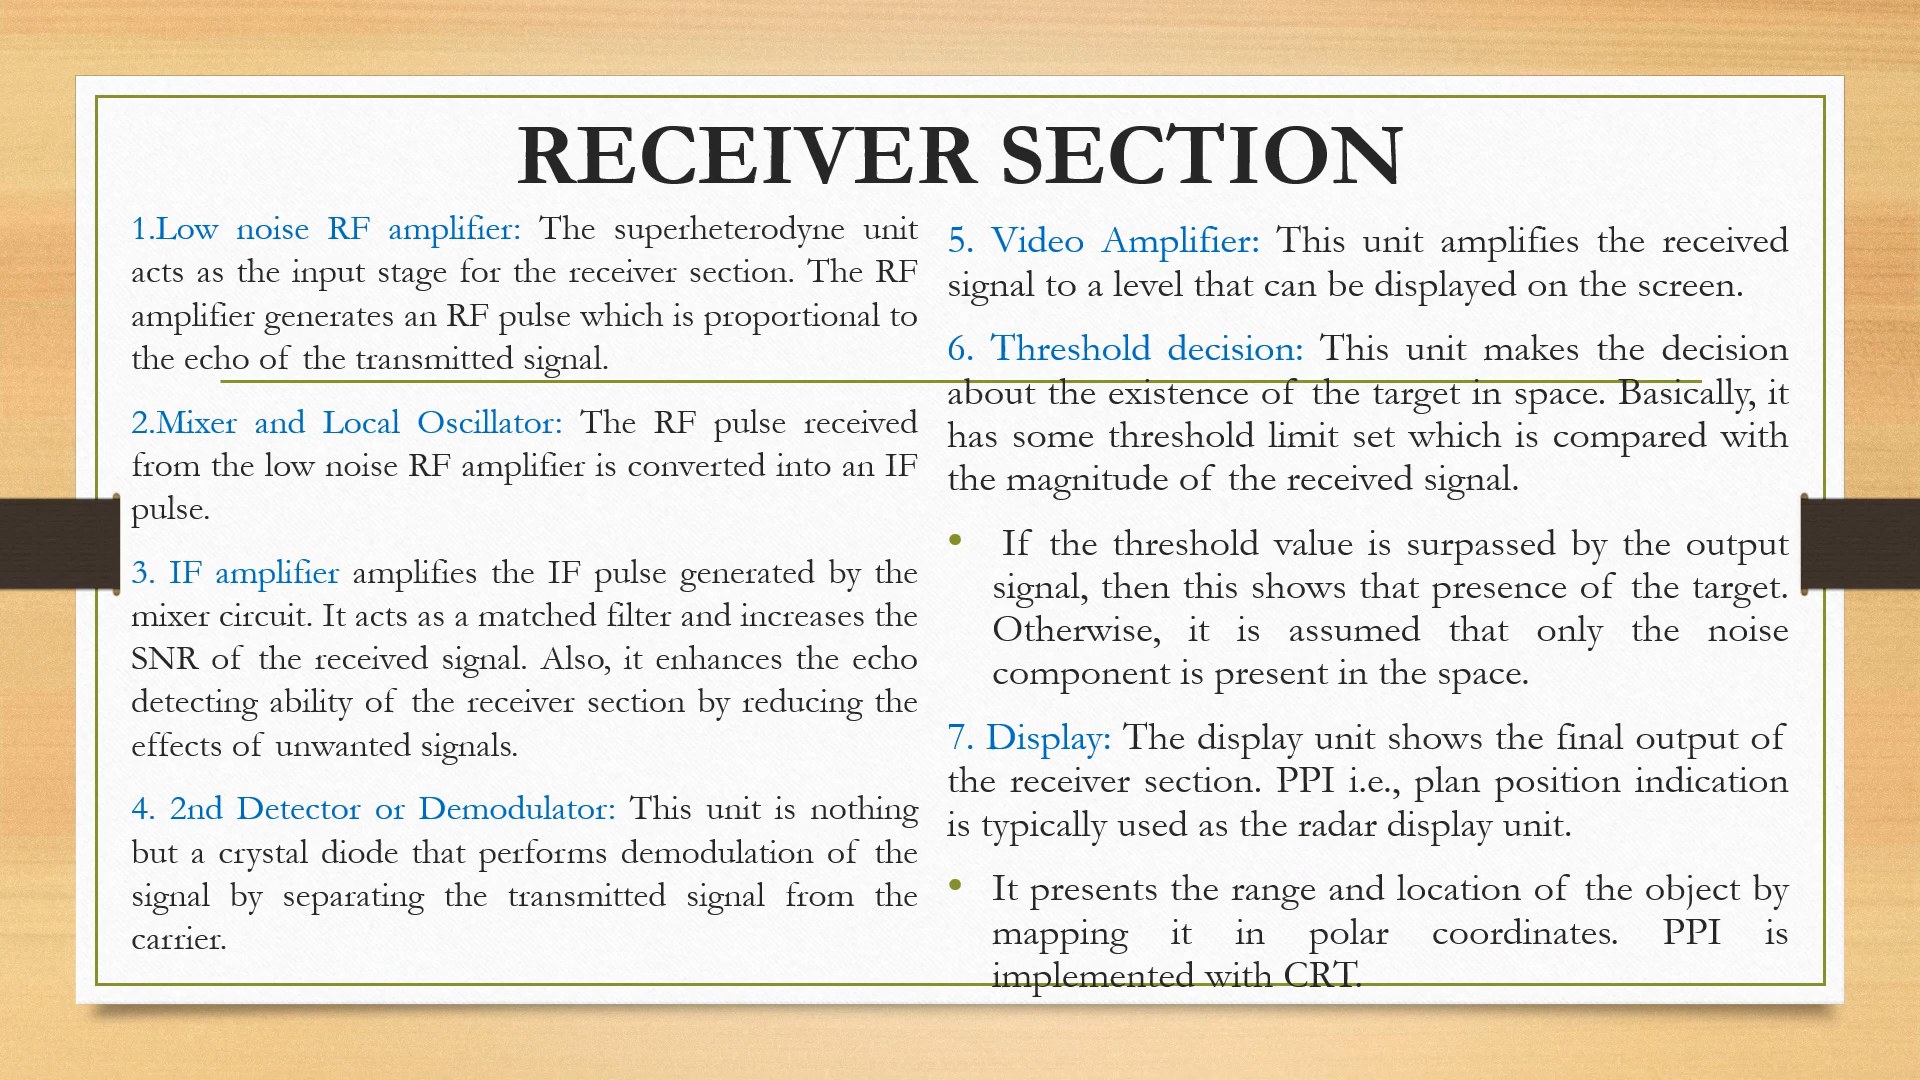 RECEIVER SECTION
1.Low noise RF amplifier: The superheterodyne unit
acts as the input stage for the receiver section. The RF
amplifier generates an RF pulse which is proportional to
the echo of the transmitted signal.
2.Mixer and Local Oscillator: The RF pulse received
from the low noise RF amplifier is converted into an IF
pulse.
3. IF amplifier amplifies the IF pulse generated by the
mixer circuit. It acts as a matched filter and increases the
SNR of the received signal. Also, it enhances the echo
detecting ability of the receiver section by reducing the
effects of unwanted signals.
4. 2nd Detector or Demodulator: This unit is nothing
but a crystal diode that performs demodulation of the
signal by separating the transmitted signal from the
carrier.
5. Video Amplifier: This unit amplifies the received
signal to a level that can be displayed on the screen.
6. Threshold decision: This unit makes the decision
about the existence of the target in space. Basically, it
has some threshold limit set which is compared with
the magnitude of the received signal.
• If the threshold value is surpassed by the output
signal, then this shows that presence of the target.
Otherwise, it is assumed that only the noise
component is present in the space.
7. Display: The display unit shows the final output of
the receiver section. PPI i.e., plan position indication
is typically used as the radar display unit.
• It presents the range and location of the object by
mapping it in polar coordinates. PPI is
implemented with CRT.